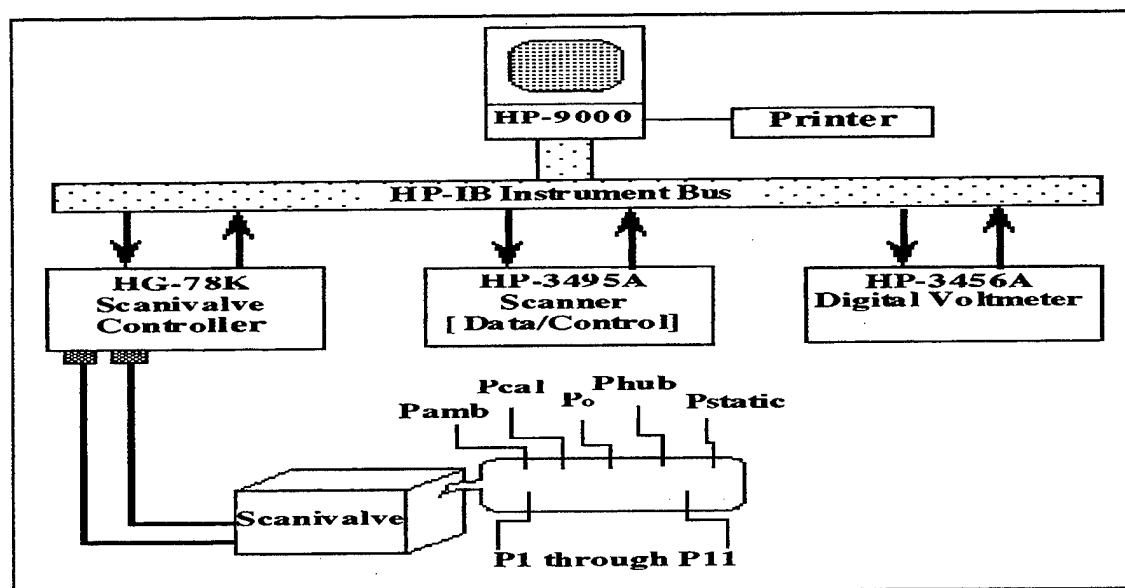 HP-9000
Printer
HP-IB Instrument Bus
HG-78K
Scanivalve
Controller
HP-3495A
Scanner
[ Data/Control]
HP-3456A
Digital Voltmeter
Pamb
Pcal
Po
Phub
Pstatic
Scanivalve
P1 through P11